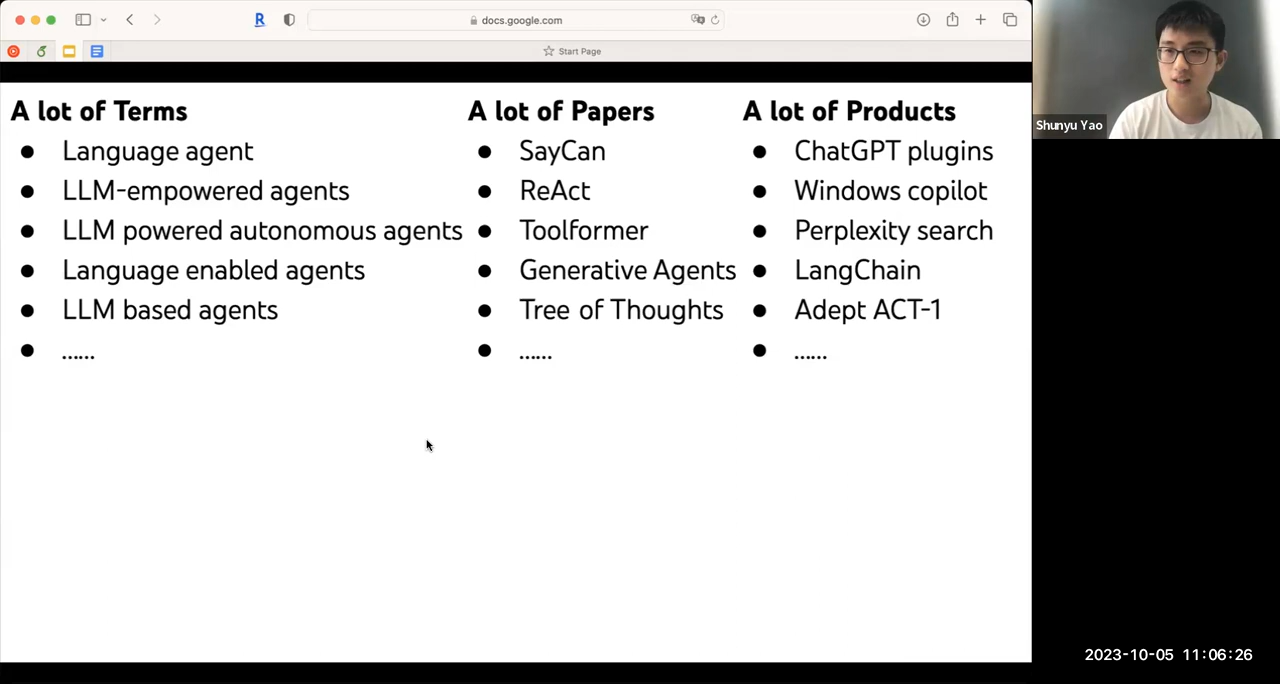 docs.google.com
Start Page
A lot of Terms
Language agent
LLM-empowered agents
LLM powered autonomous agents
Language enabled agents
LLM based agents
......
A lot of Papers
SayCan
ReAct
Toolformer
Generative Agents
Tree of Thoughts
......
A lot of Products
ChatGPT plugins
Windows copilot
Perplexity search
LangChain
Adept ACT-1
......
Shunyu Yao
2023-10-05 11:06:26